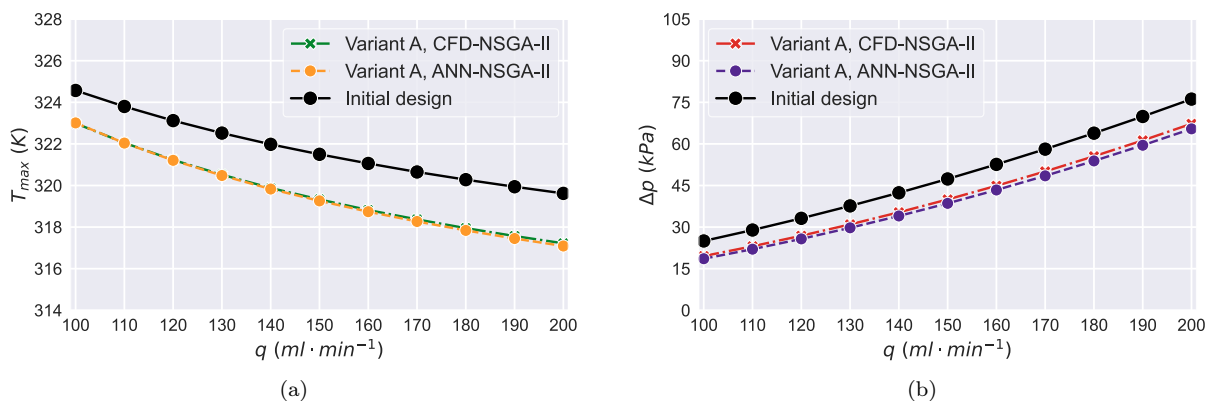 328
326
324
322
320
318
316
314
T_max (K)
Variant A, CFD-NSGA-II
Variant A, ANN-NSGA-II
Initial design
100 110 120 130 140 150 160 170 180 190 200
q (ml · min⁻¹)
(a)
105
90
75
60
45
30
15
0
Δp (kPa)
Variant A, CFD-NSGA-II
Variant A, ANN-NSGA-II
Initial design
100 110 120 130 140 150 160 170 180 190 200
q (ml · min⁻¹)
(b)